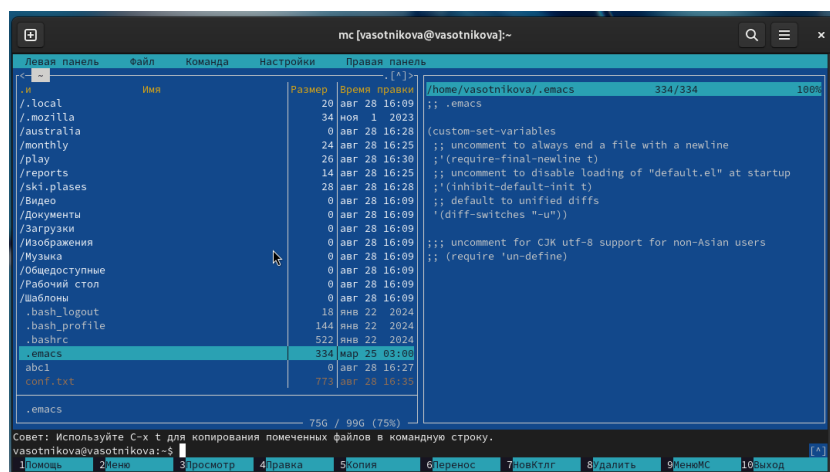 mc [vasotnikova@vasotnikova]:~
Левая панель Файл Команда Настройки Правая панель
<- ~ .[^]>
.и Имя Размер Время правки
/.local 20 авг 28 16:09
/.mozilla 34 ноя 1 2023
/australia 0 авг 28 16:28
/monthly 24 авг 28 16:25
/play 26 авг 28 16:30
/reports 14 авг 28 16:25
/ski.plases 28 авг 28 16:28
/Видео 0 авг 28 16:09
/Документы 0 авг 28 16:09
/Загрузки 0 авг 28 16:09
/Изображения 0 авг 28 16:09
/Музыка 0 авг 28 16:09
/Общедоступные 0 авг 28 16:09
/Рабочий стол 0 авг 28 16:09
/Шаблоны 0 авг 28 16:09
.bash_logout 18 янв 22 2024
.bash_profile 144 янв 22 2024
.bashrc 522 янв 22 2024
.emacs 334 мар 25 03:00
abc1 0 авг 28 16:27
conf.txt 773 авг 28 16:35
.emacs
75G / 99G (75%)
/home/vasotnikova/.emacs 334/334 100%
;; .emacs
(custom-set-variables
;; uncomment to always end a file with a newline
;'(require-final-newline t)
;; uncomment to disable loading of "default.el" at startup
;'(inhibit-default-init t)
;; default to unified diffs
'(diff-switches "-u"))
;;; uncomment for CJK utf-8 support for non-Asian users
;; (require 'un-define)
Совет: Используйте C-x t для копирования помеченных файлов в командную строку.
vasotnikova@vasotnikova:~$ [^]
1Помощь 2Меню 3Просмотр 4Правка 5Копия 6Перенос 7НовКтлг 8Удалить 9МенюMC 10Выход